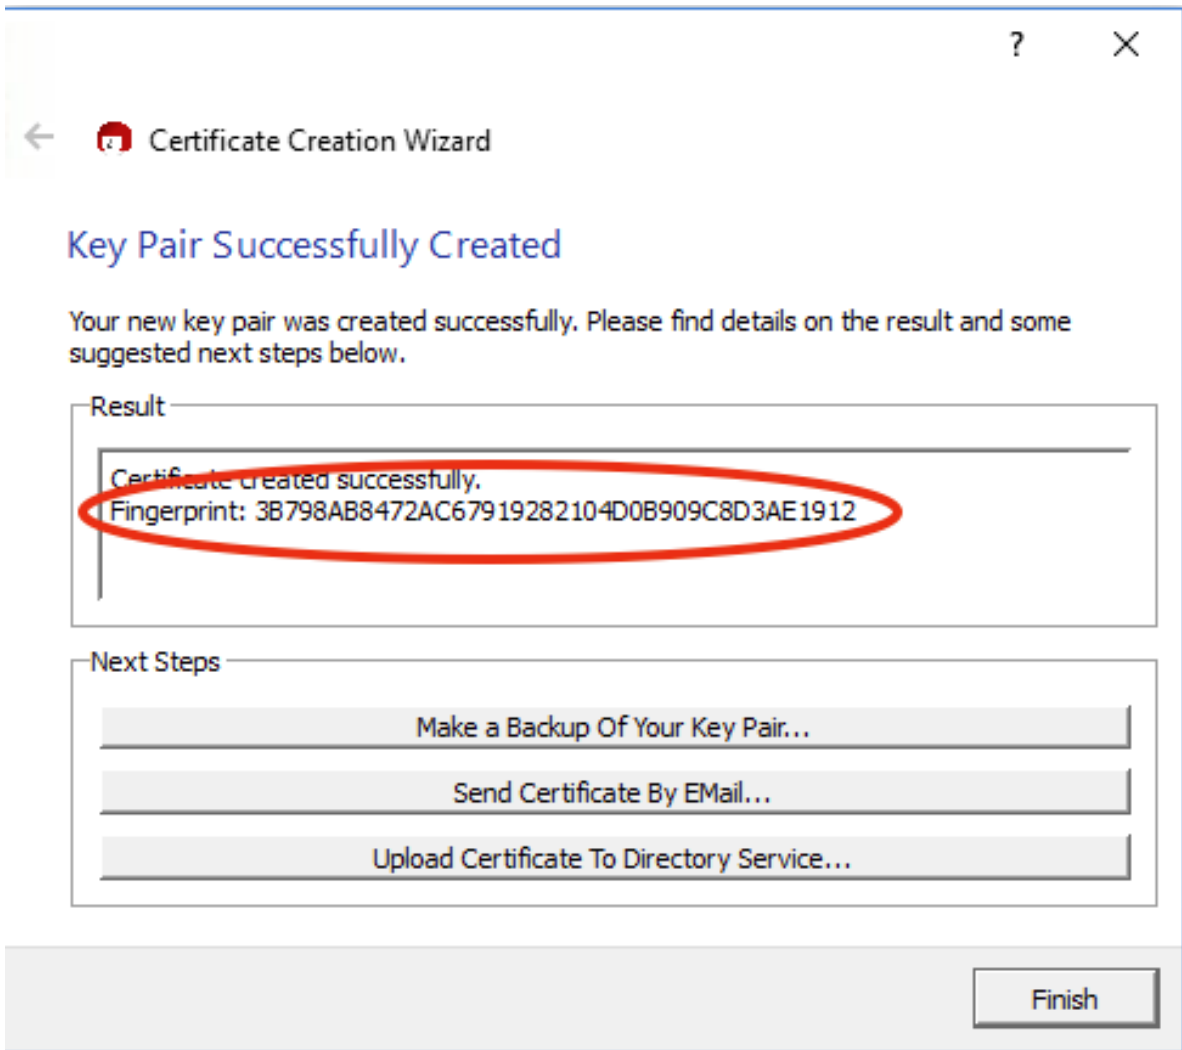 ?
Certificate Creation Wizard
Key Pair Successfully Created
Your new key pair was created successfully. Please find details on the result and some
suggested next steps below.
Result
Certificate created successfully.
Fingerprint: 3B798AB8472AC67919282104D0B909C8D3AE1912
Next Steps
Make a Backup Of Your Key Pair...
Send Certificate By EMail...
Upload Certificate To Directory Service...
Finish